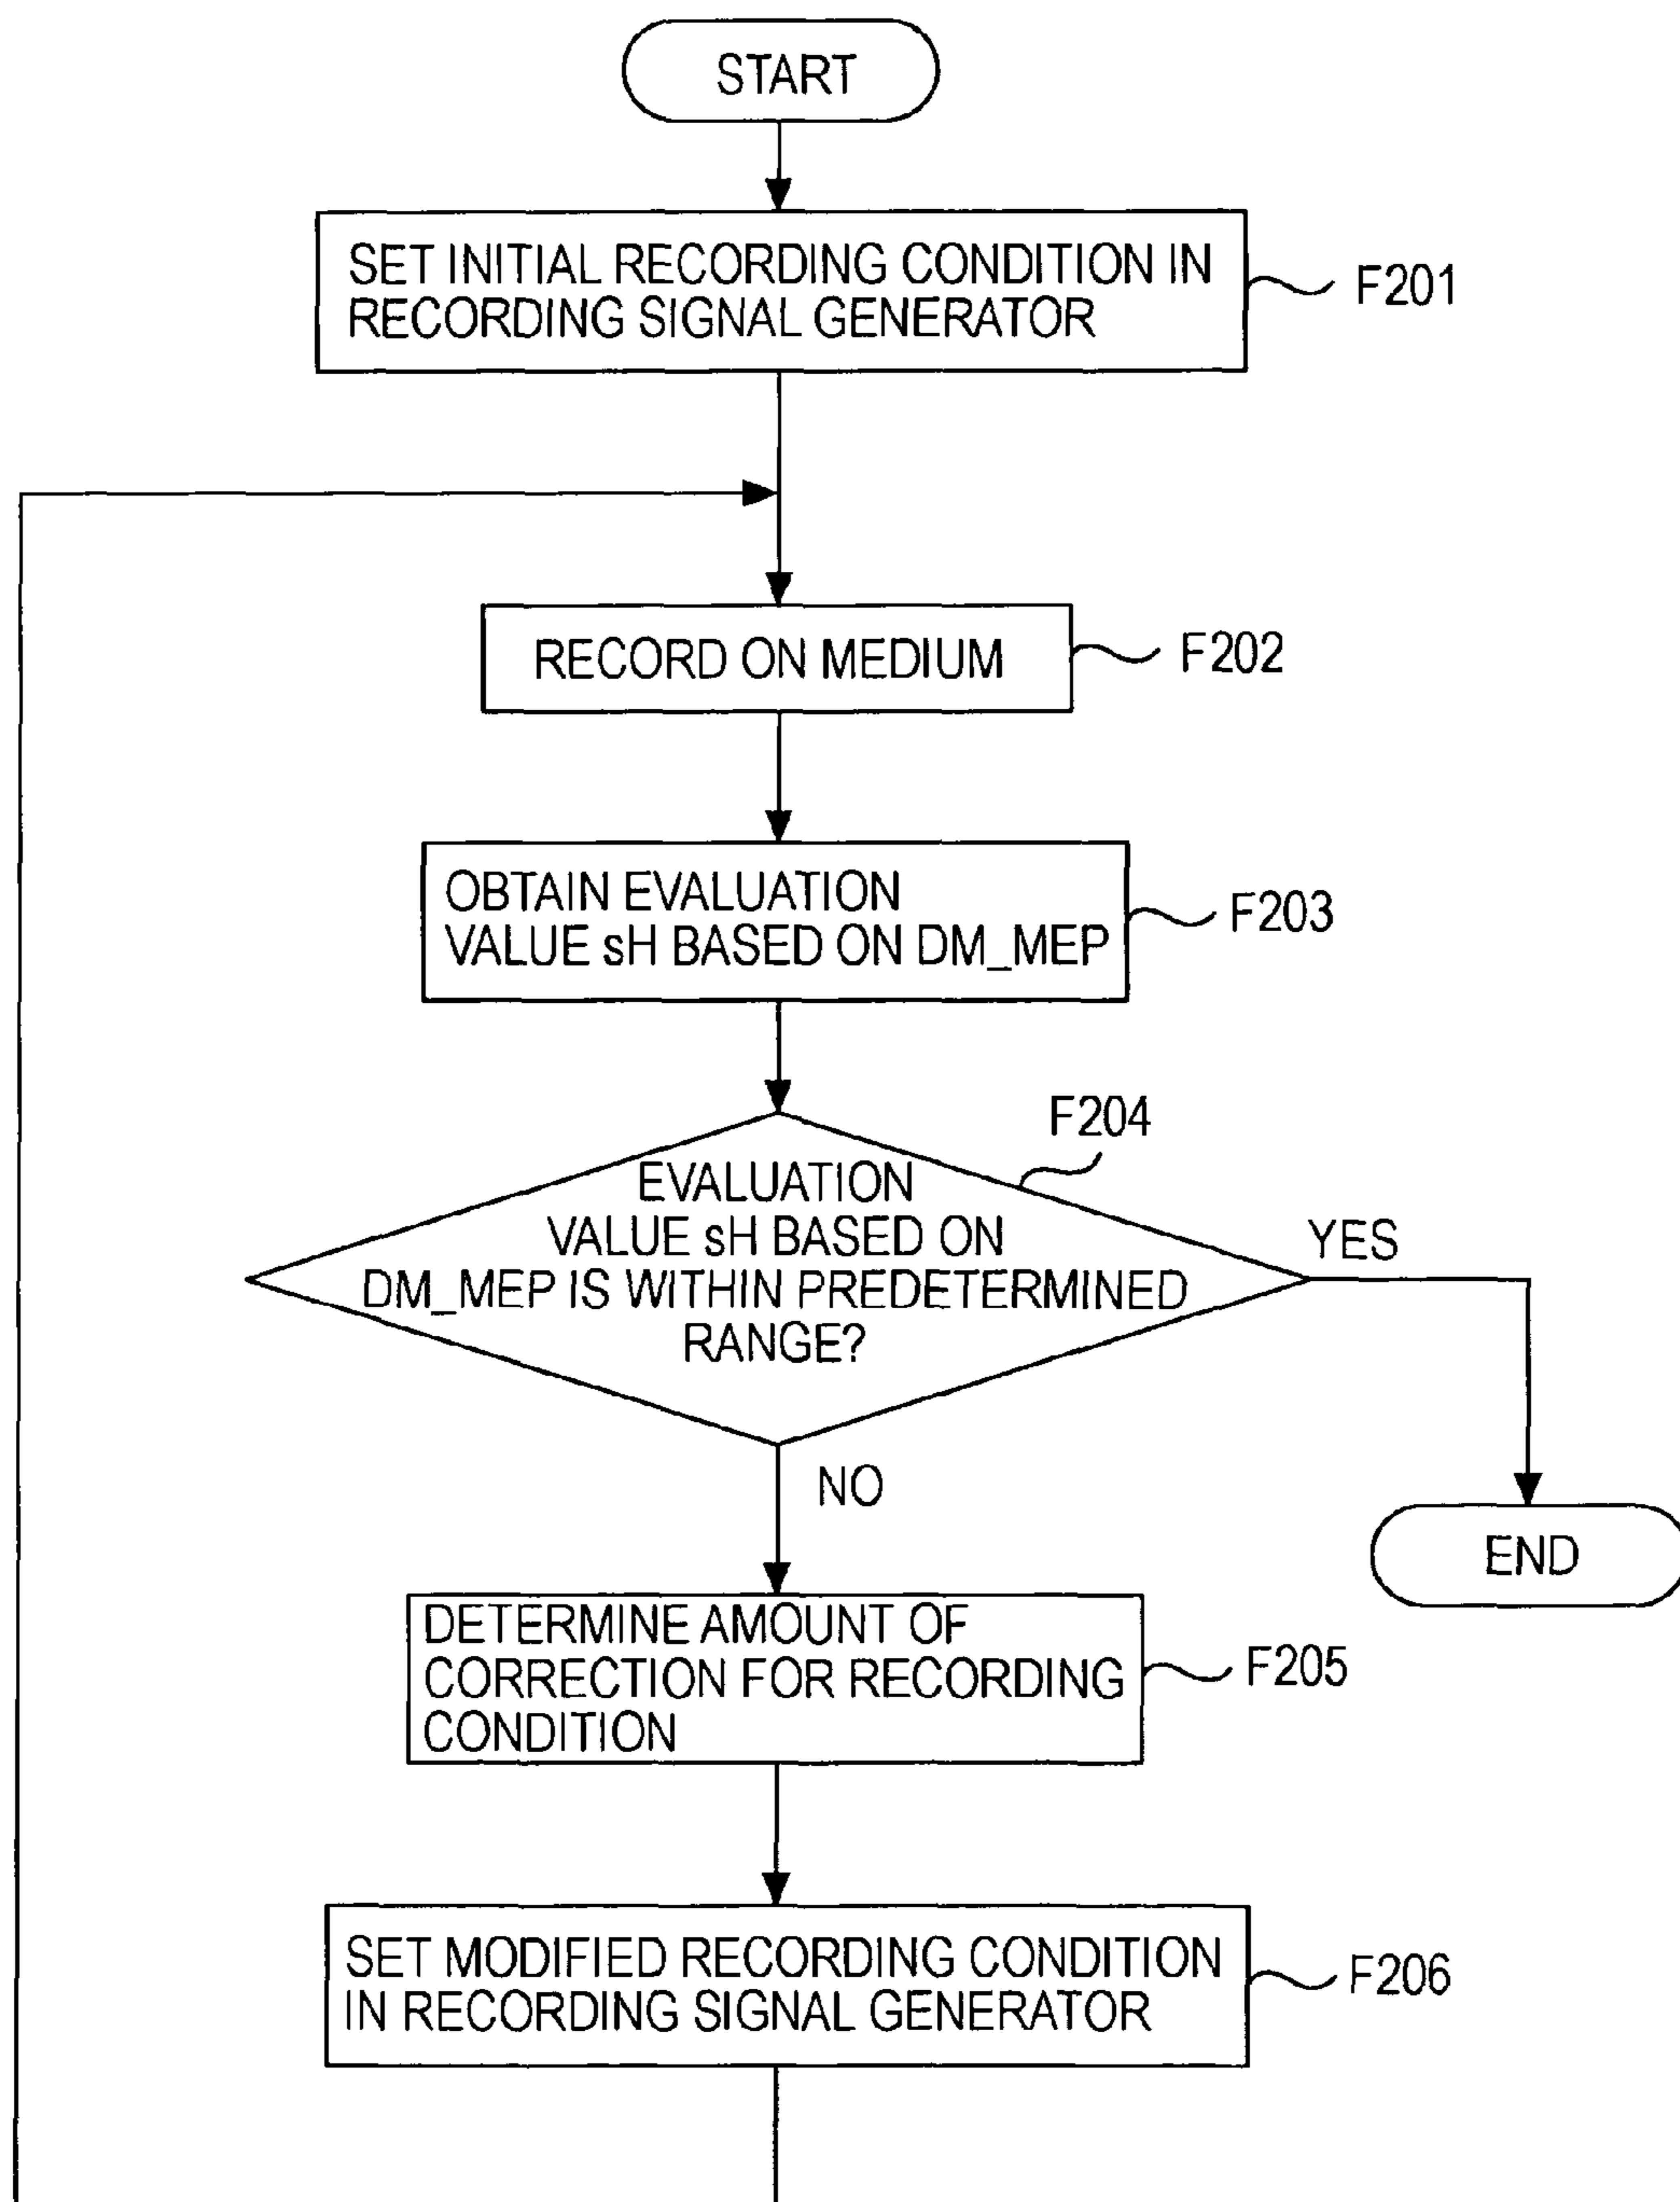 START
SET INITIAL RECORDING CONDITION IN
RECORDING SIGNAL GENERATOR
F201
RECORD ON MEDIUM
F202
OBTAIN EVALUATION
VALUE sH BASED ON DM_MEP
F203
F204
EVALUATION
VALUE sH BASED ON
DM_MEP IS WITHIN PREDETERMINED
RANGE?
YES
NO
END
DETERMINE AMOUNT OF
CORRECTION FOR RECORDING
CONDITION
F205
SET MODIFIED RECORDING CONDITION
IN RECORDING SIGNAL GENERATOR
F206